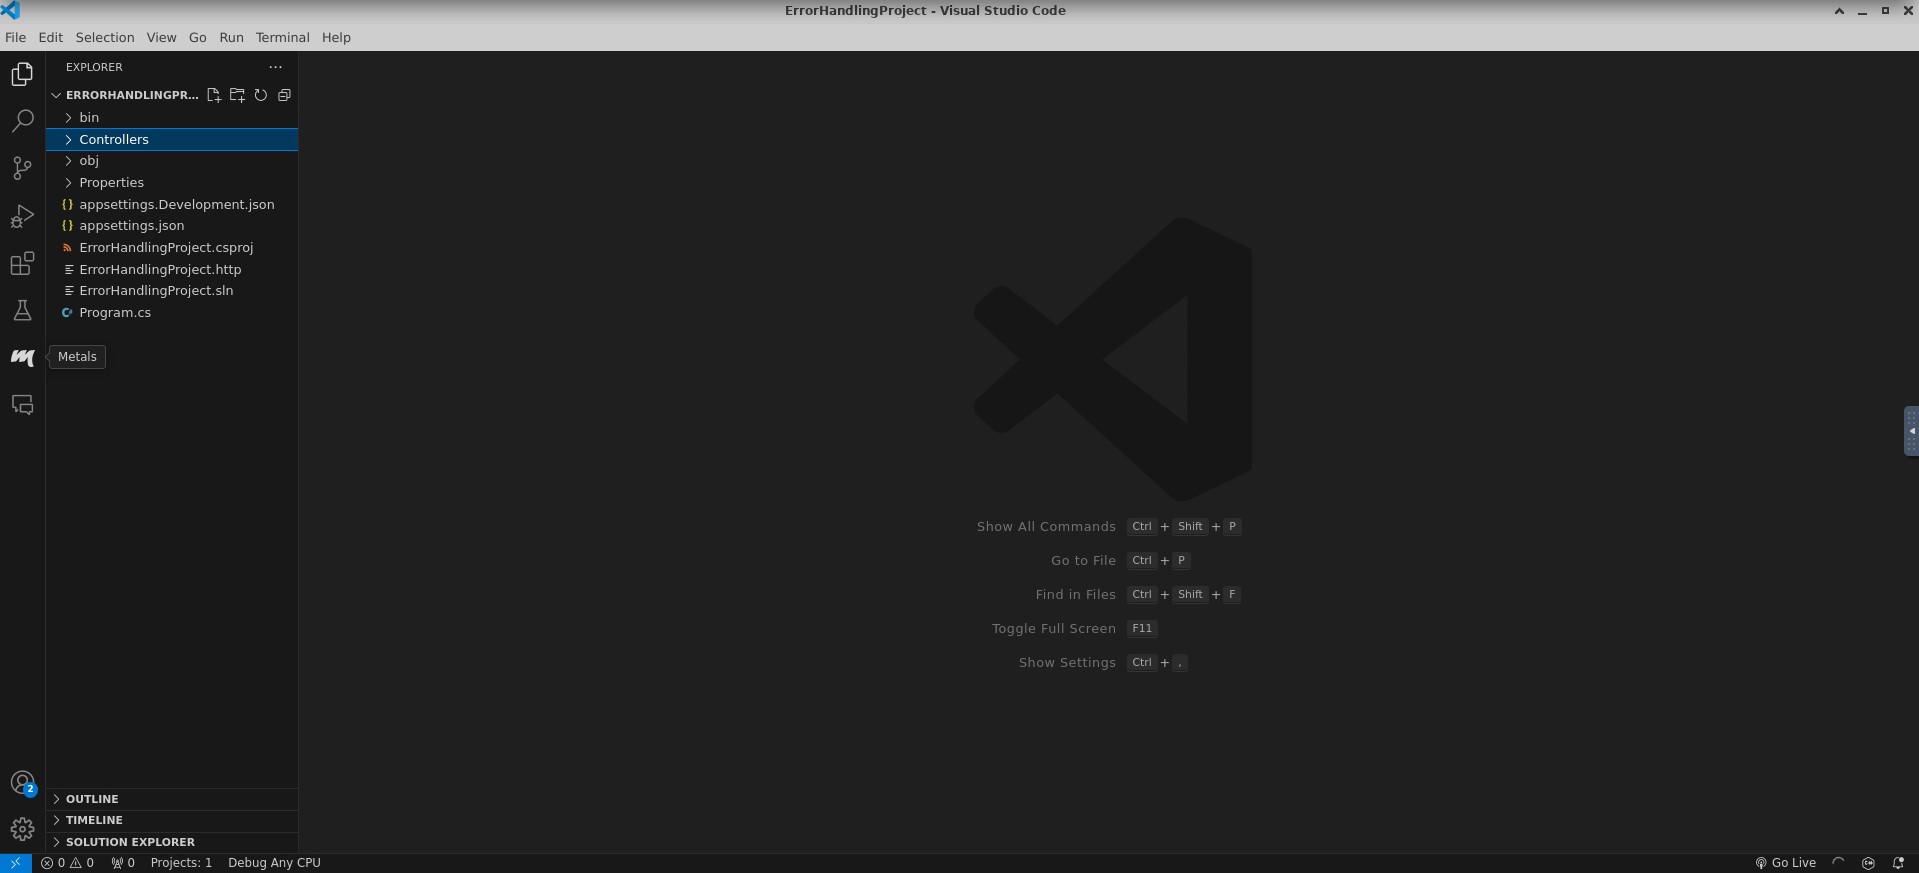 ErrorHandlingProject - Visual Studio Code
File Edit Selection View Go Run Terminal Help
EXPLORER
ERRORHANDLINGPR...
bin
Controllers
obj
Properties
appsettings.Development.json
appsettings.json
ErrorHandlingProject.csproj
ErrorHandlingProject.http
ErrorHandlingProject.sln
Program.cs
Metals
Show All Commands Ctrl + Shift + P
Go to File Ctrl + P
Find in Files Ctrl + Shift + F
Toggle Full Screen F11
Show Settings Ctrl + ,
2
OUTLINE
TIMELINE
SOLUTION EXPLORER
0 0 0 Projects: 1 Debug Any CPU Go Live